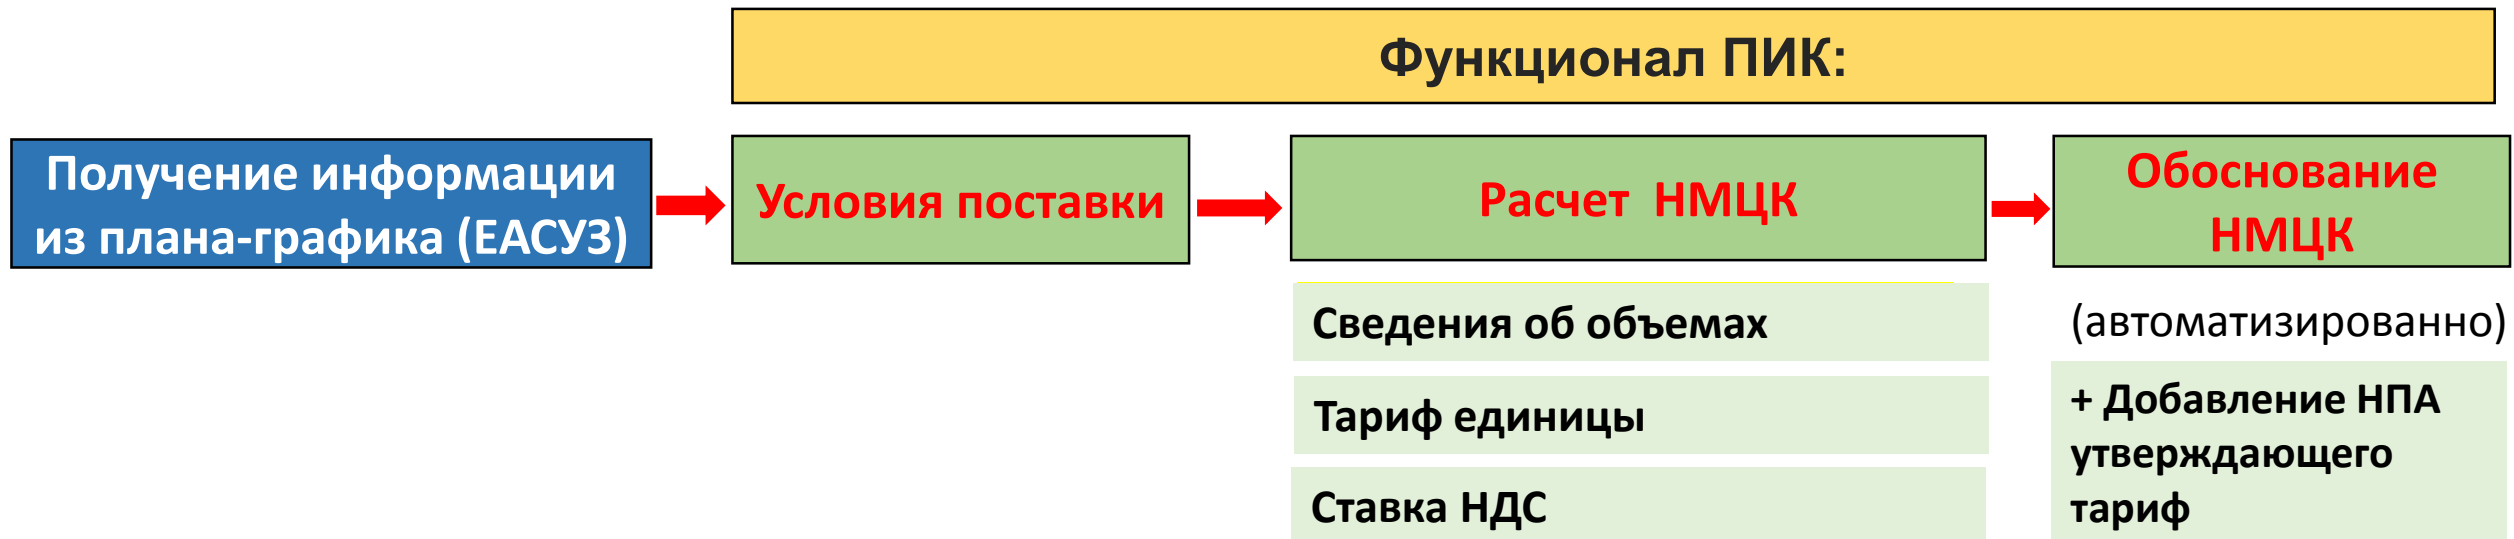 Функционал ПИК:
Получение информации
из плана-графика (ЕАСУЗ)
Условия поставки
Расчет НМЦК
Сведения об объемах
Тариф единицы
Ставка НДС
Обоснование
НМЦК
(автоматизированно)
+ Добавление НПА
утверждающего
тариф